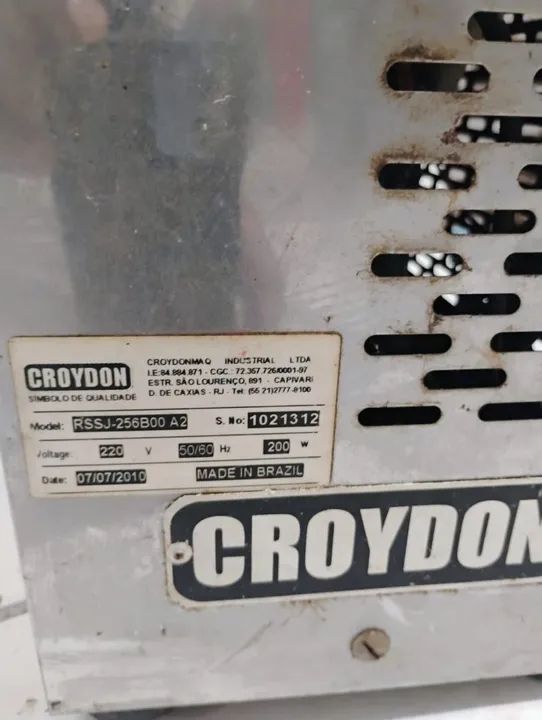 CROYDON
SÍMBOLO DE QUALIDADE
CROYDONMAQ INDUSTRIAL LTDA
I.E:84.884.871 - CGC.: 72.357.726/0001-97
ESTR. SÃO LOURENÇO, 891 - CAPIVARI
D. DE CAXIAS - RJ - Tel: (55 21)2777-8100
Model: RSSJ-256B00 A2 S. No: 1021312
Voltage: 220 V 50/60 Hz 200 W
Date: 07/07/2010 MADE IN BRAZIL
CROYDON